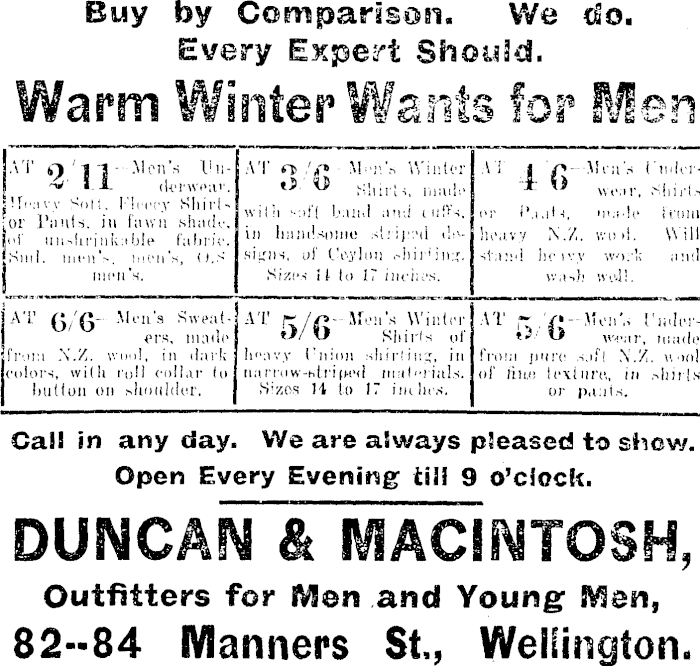 Buy by Comparison. We do.
Every Expert Should.
Warm Winter Wants for Men
AT 2/11—Men's Un-
derwear,
Heavy Soft, Fleecy Shirts
or Pants, in fawn shade,
of unshrinkable fabric.
Sml. men's, men's, O.S
men's.
AT 3/6—Men's Winter
Shirts, made
with soft band and cuffs,
in handsome striped de-
signs, of Ceylon shirting.
Sizes 14 to 17 inches.
AT 4/6—Men's Under-
wear, Shirts
or Pants, made from
heavy N.Z. wool. Will
stand heavy work and
wash well.
AT 6/6—Men's Sweat-
ers, made
from N.Z. wool, in dark
colors, with roll collar to
button on shoulder.
AT 5/6—Men's Winter
Shirts of
heavy Union shirting, in
narrow-striped materials.
Sizes 14 to 17 inches.
AT 5/6—Men's Under-
wear, made
from pure soft N.Z. wool
of fine texture, in shirts
or pants.
Call in any day. We are always pleased to show.
Open Every Evening till 9 o'clock.
DUNCAN & MACINTOSH,
Outfitters for Men and Young Men,
82--84 Manners St., Wellington.